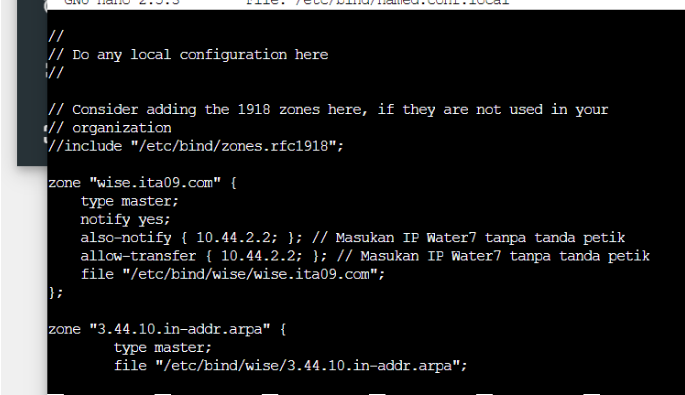 GNU nano 2.5.3 File: /etc/bind/named.conf.local
//
// Do any local configuration here
//
// Consider adding the 1918 zones here, if they are not used in your
// organization
//include "/etc/bind/zones.rfc1918";
zone "wise.ita09.com" {
type master;
notify yes;
also-notify { 10.44.2.2; }; // Masukan IP Water7 tanpa tanda petik
allow-transfer { 10.44.2.2; }; // Masukan IP Water7 tanpa tanda petik
file "/etc/bind/wise/wise.ita09.com";
};
zone "3.44.10.in-addr.arpa" {
type master;
file "/etc/bind/wise/3.44.10.in-addr.arpa";